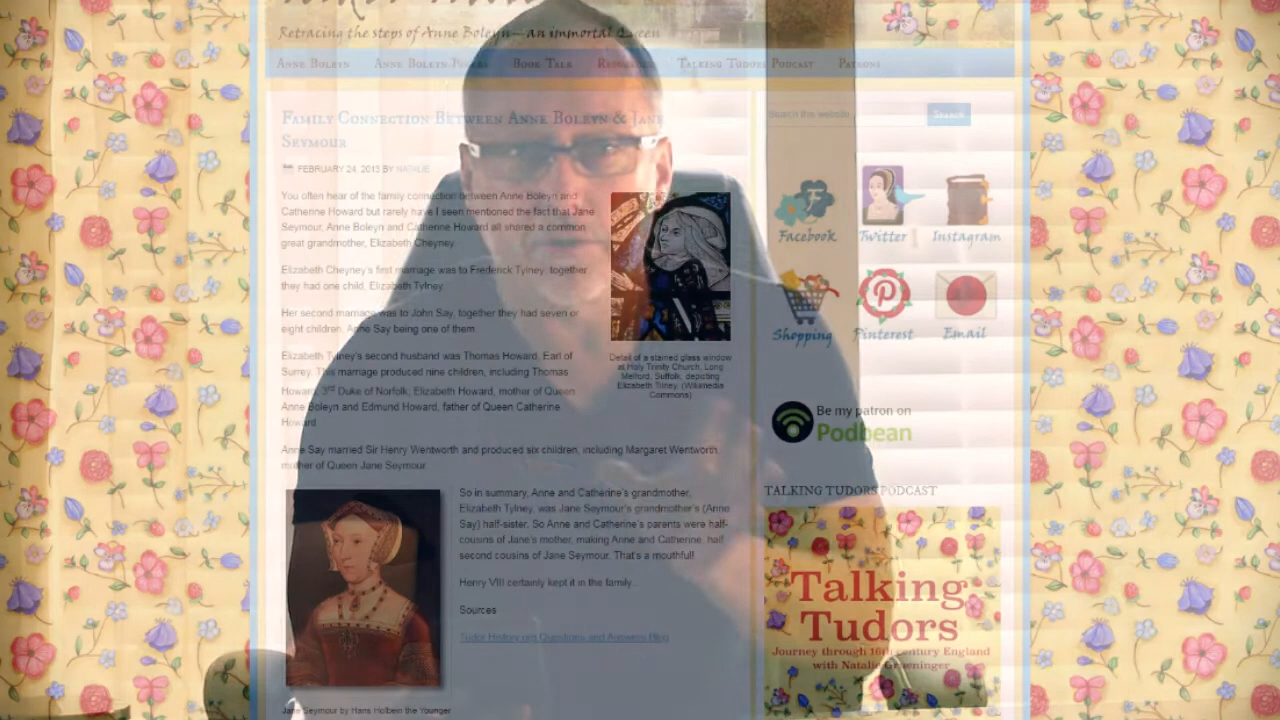 Retracing the steps of Anne Boleyn— an immortal Queen
Anne Boleyn Anne Boleyn Places Book Talk Resources Talking Tudors Podcast Patrons
Family Connection Between Anne Boleyn & Jane
Seymour
FEBRUARY 24, 2013 BY NATALIE
Search this website
Search
You often hear of the family connection between Anne Boleyn and
Catherine Howard but rarely have I seen mentioned the fact that Jane
Seymour, Anne Boleyn and Catherine Howard all shared a common
great grandmother, Elizabeth Cheyney.
Elizabeth Cheyney's first marriage was to Frederick Tylney, together
they had one child, Elizabeth Tylney.
Her second marriage was to John Say, together they had seven or
eight children, Anne Say being one of them.
Elizabeth Tylney's second husband was Thomas Howard, Earl of
Surrey. This marriage produced nine children, including Thomas
Howard, 3rd Duke of Norfolk, Elizabeth Howard, mother of Queen
Anne Boleyn and Edmund Howard, father of Queen Catherine
Howard.
Detail of a stained glass window
at Holy Trinity Church, Long
Melford, Suffolk, depicting
Elizabeth Tilney. (Wikimedia
Commons)
Anne Say married Sir Henry Wentworth and produced six children, including Margaret Wentworth,
mother of Queen Jane Seymour.
So in summary, Anne and Catherine's grandmother,
Elizabeth Tylney, was Jane Seymour's grandmother's (Anne
Say) half-sister. So Anne and Catherine's parents were half-
cousins of Jane's mother, making Anne and Catherine, half
second cousins of Jane Seymour. That's a mouthful!
Henry VIII certainly kept it in the family...
Sources
Tudor History.org Questions and Answers Blog
Jane Seymour by Hans Holbein the Younger
Facebook Twitter Instagram
Shopping Pinterest Email
Be my patron on
Podbean
TALKING TUDORS PODCAST
Talking
Tudors
Journey through 16th century England
with Natalie Grueninger